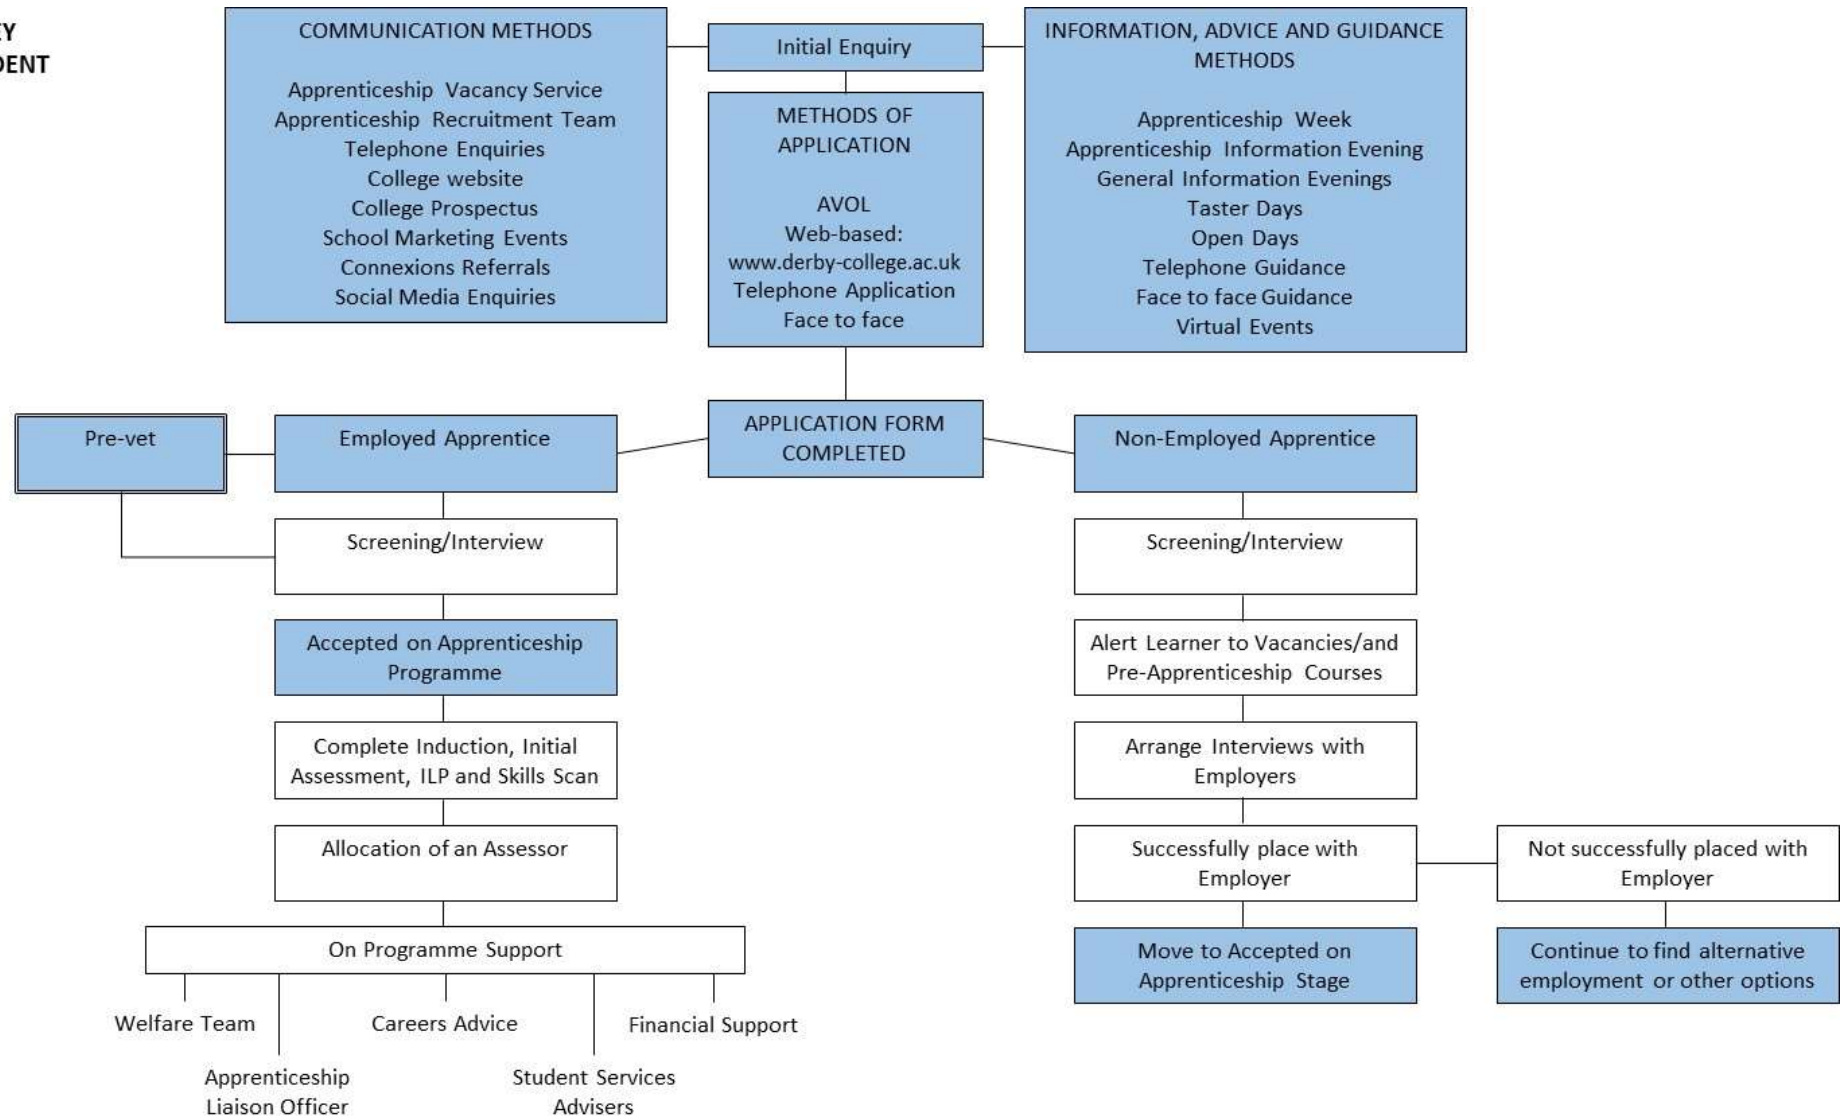 COMMUNICATION METHODS
Apprenticeship Vacancy Service
Apprenticeship Recruitment Team
Telephone Enquiries
College website
College Prospectus
School Marketing Events
Connexions Referrals
Social Media Enquiries
Initial Enquiry
METHODS OF
APPLICATION
AVOL
Web-based:
www.derby-college.ac.uk
Telephone Application
Face to face
INFORMATION, ADVICE AND GUIDANCE
METHODS
Apprenticeship Week
Apprenticeship Information Evening
General Information Evenings
Taster Days
Open Days
Telephone Guidance
Face to face Guidance
Virtual Events
Pre-vet
Employed Apprentice
APPLICATION FORM
COMPLETED
Non-Employed Apprentice
Screening/Interview
Accepted on Apprenticeship
Programme
Complete Induction, Initial
Assessment, ILP and Skills Scan
Allocation of an Assessor
On Programme Support
Welfare Team
Apprenticeship
Liaison Officer
Careers Advice
Student Services
Advisers
Financial Support
Screening/Interview
Alert Learner to Vacancies/and
Pre-Apprenticeship Courses
Arrange Interviews with
Employers
Successfully place with
Employer
Not successfully placed with
Employer
Move to Accepted on
Apprenticeship Stage
Continue to find alternative
employment or other options